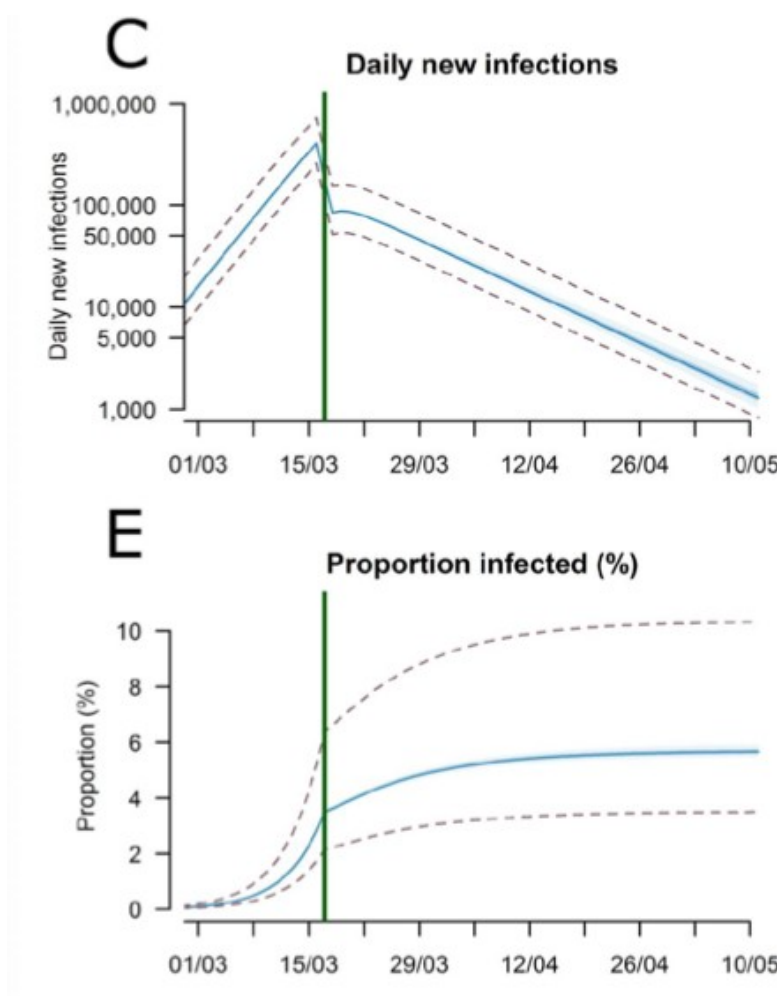 C
Daily new infections
1,000,000
100,000
50,000
10,000
5,000
1,000
Daily new infections
01/03 15/03 29/03 12/04 26/04 10/05
E
Proportion infected (%)
10
8
6
4
2
0
Proportion (%)
01/03 15/03 29/03 12/04 26/04 10/05